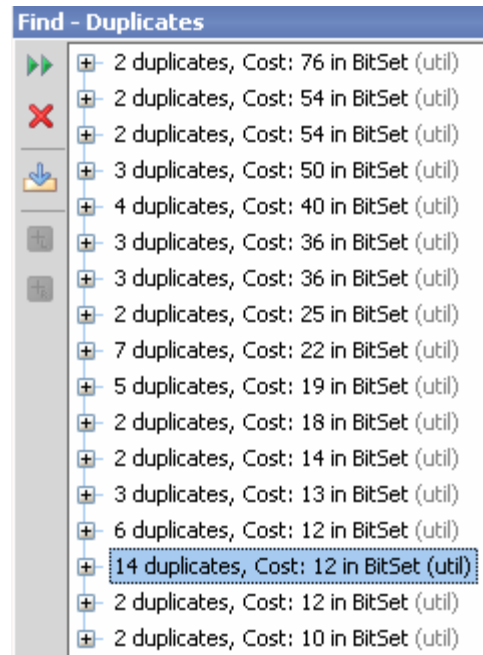 Find - Duplicates
2 duplicates, Cost: 76 in BitSet (util)
2 duplicates, Cost: 54 in BitSet (util)
2 duplicates, Cost: 54 in BitSet (util)
3 duplicates, Cost: 50 in BitSet (util)
4 duplicates, Cost: 40 in BitSet (util)
3 duplicates, Cost: 36 in BitSet (util)
3 duplicates, Cost: 36 in BitSet (util)
2 duplicates, Cost: 25 in BitSet (util)
7 duplicates, Cost: 22 in BitSet (util)
5 duplicates, Cost: 19 in BitSet (util)
2 duplicates, Cost: 18 in BitSet (util)
2 duplicates, Cost: 14 in BitSet (util)
3 duplicates, Cost: 13 in BitSet (util)
6 duplicates, Cost: 12 in BitSet (util)
14 duplicates, Cost: 12 in BitSet (util)
2 duplicates, Cost: 12 in BitSet (util)
2 duplicates, Cost: 10 in BitSet (util)